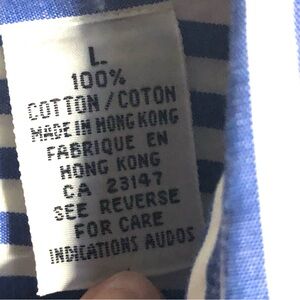 L
100%
COTTON/COTON
MADE IN HONG KONG
FABRIQUE EN
HONG KONG
CA 23147
SEE REVERSE
FOR CARE
INDICATIONS AUDOS